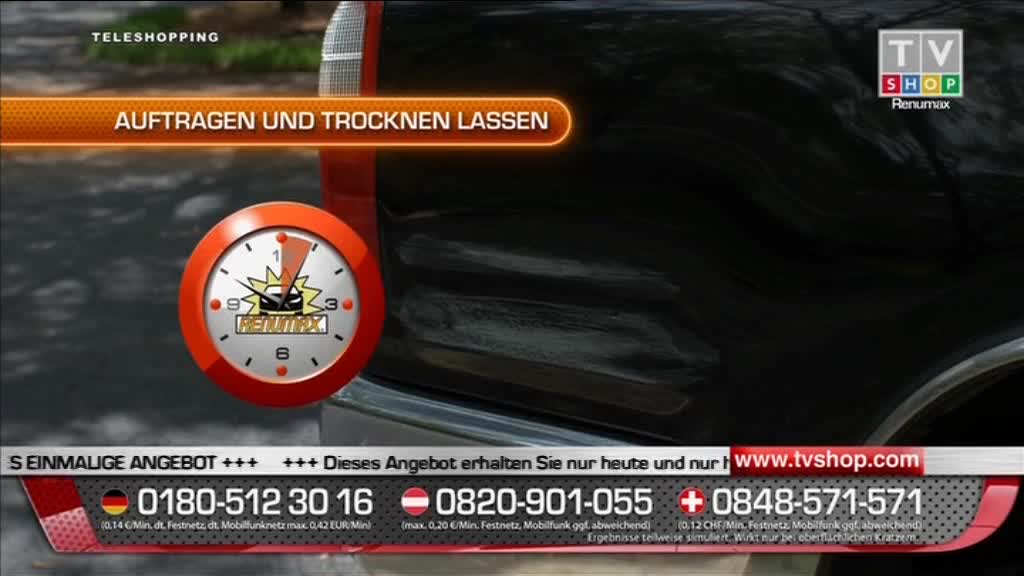 TELESHOPPING
TV
SHOP
Renumax
AUFTRAGEN UND TROCKNEN LASSEN
9 3
RENUMAX
6
S EINMALIGE ANGEBOT +++ +++ Dieses Angebot erhalten Sie nur heute und nur
www.tvshop.com
0180-512 30 16 0820-901-055 0848-571-571
(0,14 €/Min. dt. Festnetz, dt. Mobilfunknetz max. 0,42 EUR/Min) (max. 0,20 €/Min. Festnetz, Mobilfunk ggf. abweichend) (0,12 CHF/Min. Festnetz, Mobilfunk ggf. abweichend)
Ergebnisse teilweise simuliert. Wirkt nur bei oberflächlichen Kratzern.